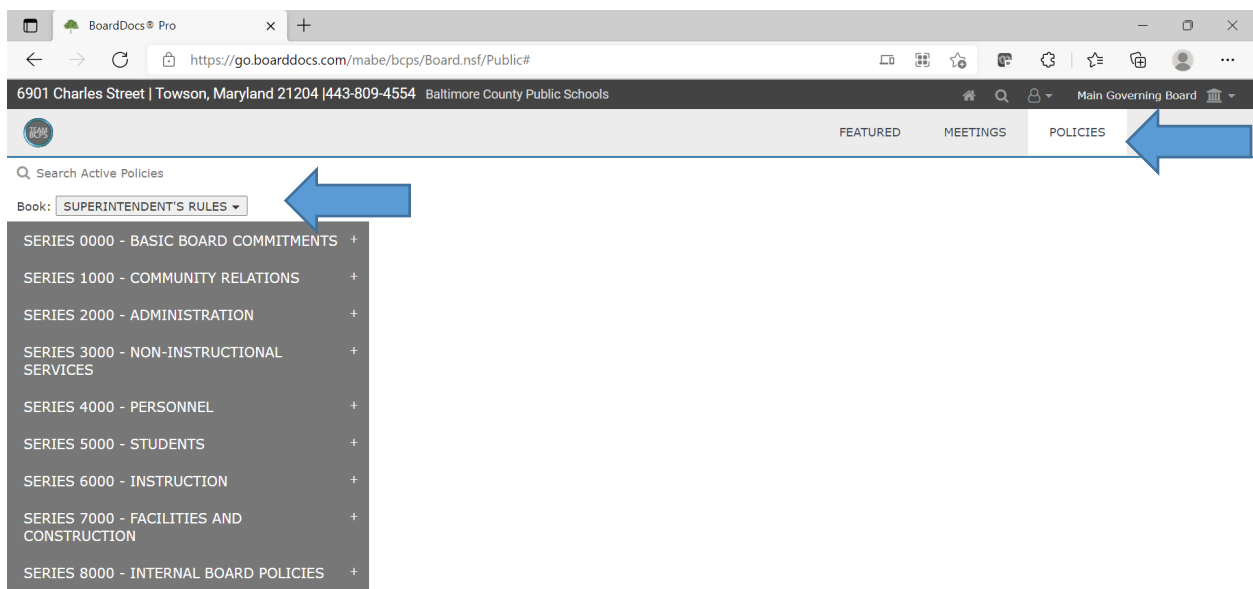 BoardDocs® Pro
https://go.boarddocs.com/mabe/bcps/Board.nsf/Public#
6901 Charles Street | Towson, Maryland 21204 |443-809-4554 Baltimore County Public Schools
Main Governing Board
TEAM
BCPS
FEATURED MEETINGS POLICIES
Search Active Policies
Book: SUPERINTENDENT'S RULES
SERIES 0000 - BASIC BOARD COMMITMENTS +
SERIES 1000 - COMMUNITY RELATIONS +
SERIES 2000 - ADMINISTRATION +
SERIES 3000 - NON-INSTRUCTIONAL +
SERVICES
SERIES 4000 - PERSONNEL +
SERIES 5000 - STUDENTS +
SERIES 6000 - INSTRUCTION +
SERIES 7000 - FACILITIES AND +
CONSTRUCTION
SERIES 8000 - INTERNAL BOARD POLICIES +